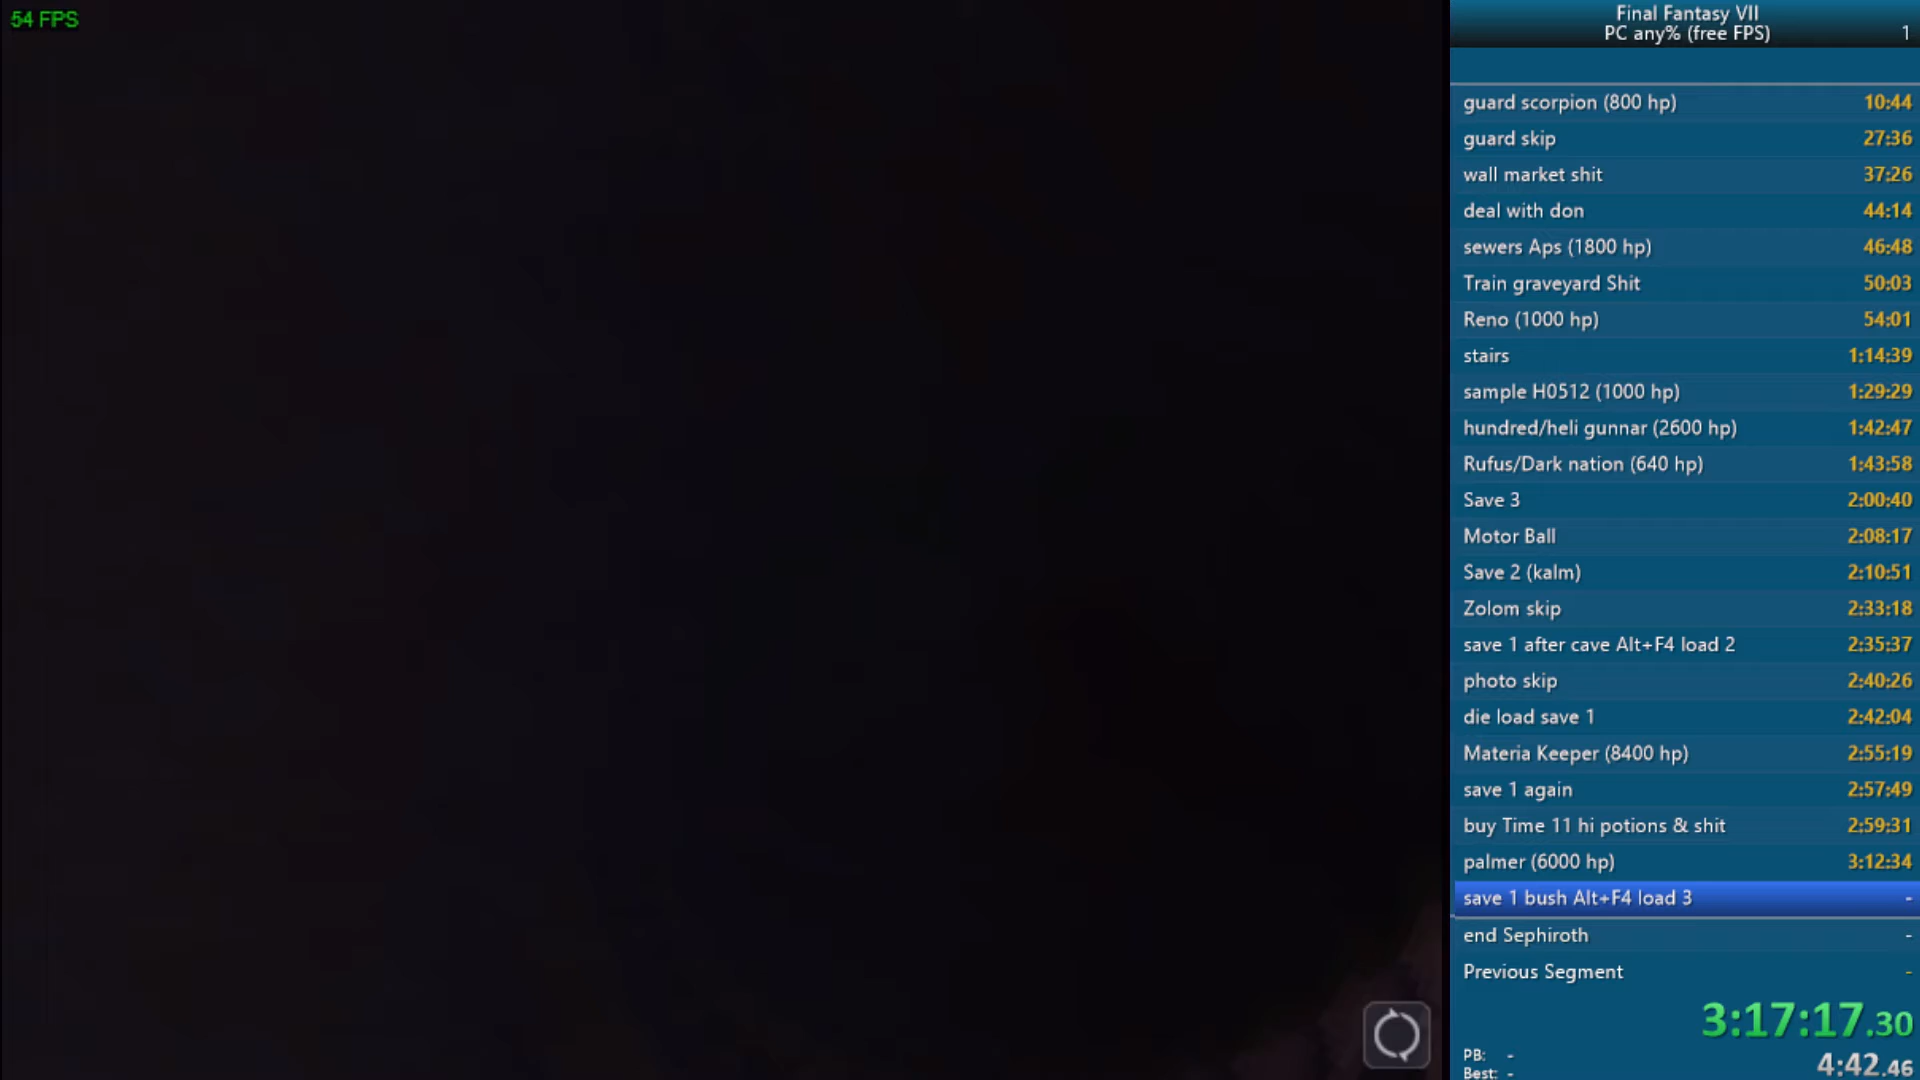 54 FPS
Final Fantasy VII
PC any% (free FPS) 1
guard scorpion (800 hp) 10:44
guard skip 27:36
wall market shit 37:26
deal with don 44:14
sewers Aps (1800 hp) 46:48
Train graveyard Shit 50:03
Reno (1000 hp) 54:01
stairs 1:14:39
sample H0512 (1000 hp) 1:29:29
hundred/heli gunnar (2600 hp) 1:42:47
Rufus/Dark nation (640 hp) 1:43:58
Save 3 2:00:40
Motor Ball 2:08:17
Save 2 (kalm) 2:10:51
Zolom skip 2:33:18
save 1 after cave Alt+F4 load 2 2:35:37
photo skip 2:40:26
die load save 1 2:42:04
Materia Keeper (8400 hp) 2:55:19
save 1 again 2:57:49
buy Time 11 hi potions & shit 2:59:31
palmer (6000 hp) 3:12:34
save 1 bush Alt+F4 load 3 -
end Sephiroth -
Previous Segment -
3:17:17.30
PB: -
Best: - 4:42.46